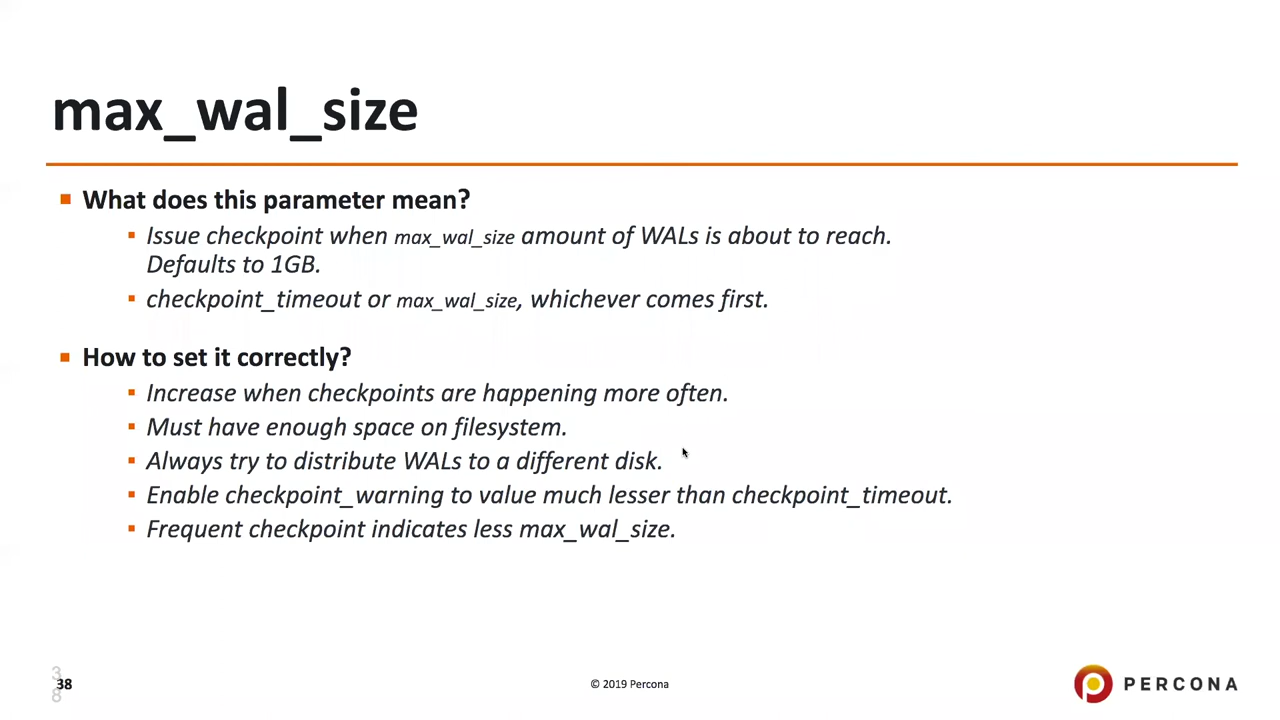 max_wal_size
What does this parameter mean?
Issue checkpoint when max_wal_size amount of WALs is about to reach.
Defaults to 1GB.
checkpoint_timeout or max_wal_size, whichever comes first.
How to set it correctly?
Increase when checkpoints are happening more often.
Must have enough space on filesystem.
Always try to distribute WALs to a different disk.
Enable checkpoint_warning to value much lesser than checkpoint_timeout.
Frequent checkpoint indicates less max_wal_size.
38
38
© 2019 Percona
PERCONA